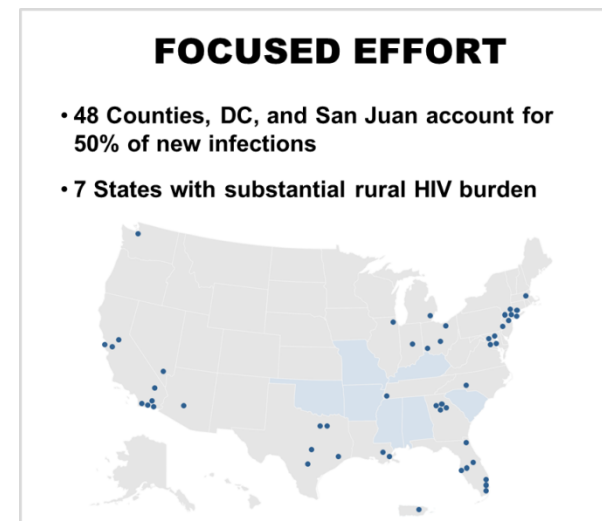 FOCUSED EFFORT
• 48 Counties, DC, and San Juan account for
50% of new infections
• 7 States with substantial rural HIV burden